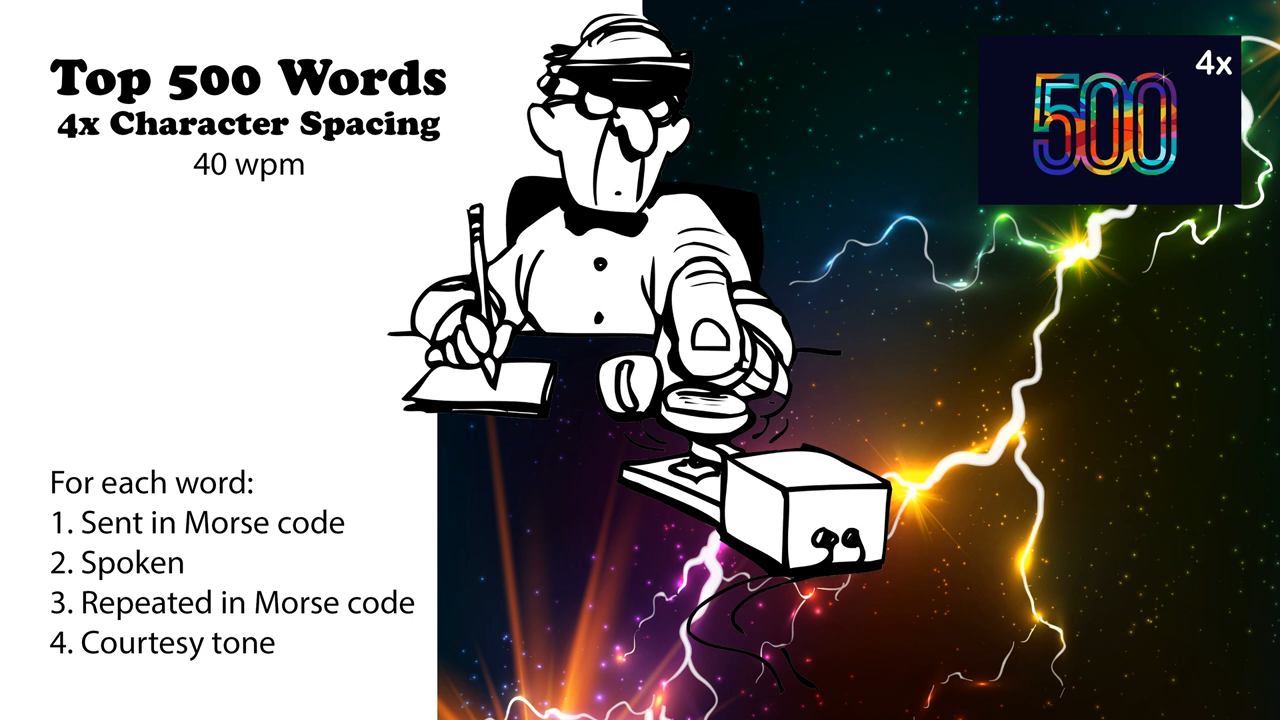 Top 500 Words
4x Character Spacing
40 wpm
4x
500
For each word:
1. Sent in Morse code
2. Spoken
3. Repeated in Morse code
4. Courtesy tone